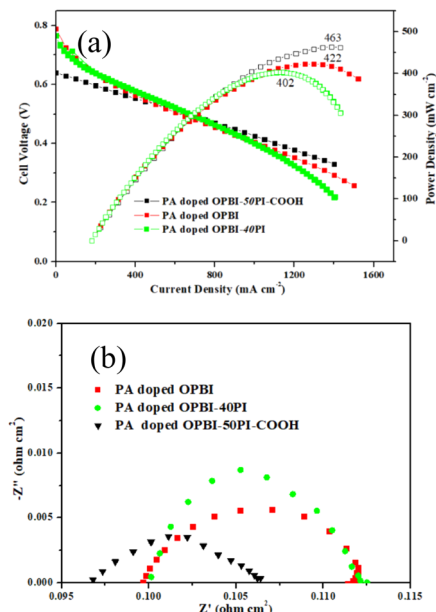 (a)
463
422
402
0.8
0.6
0.4
0.2
0.0
Cell Voltage (V)
500
400
300
200
100
0
Power Density (mW cm⁻²)
PA doped OPBI-50PI-COOH
PA doped OPBI
PA doped OPBI-40PI
0 400 800 1200 1600
Current Density (mA cm⁻²)
(b)
0.020
0.015
0.010
0.005
0.000
-Z'' (ohm cm²)
PA doped OPBI
PA doped OPBI-40PI
PA doped OPBI-50PI-COOH
0.095 0.100 0.105 0.110 0.115
Z' (ohm cm²)